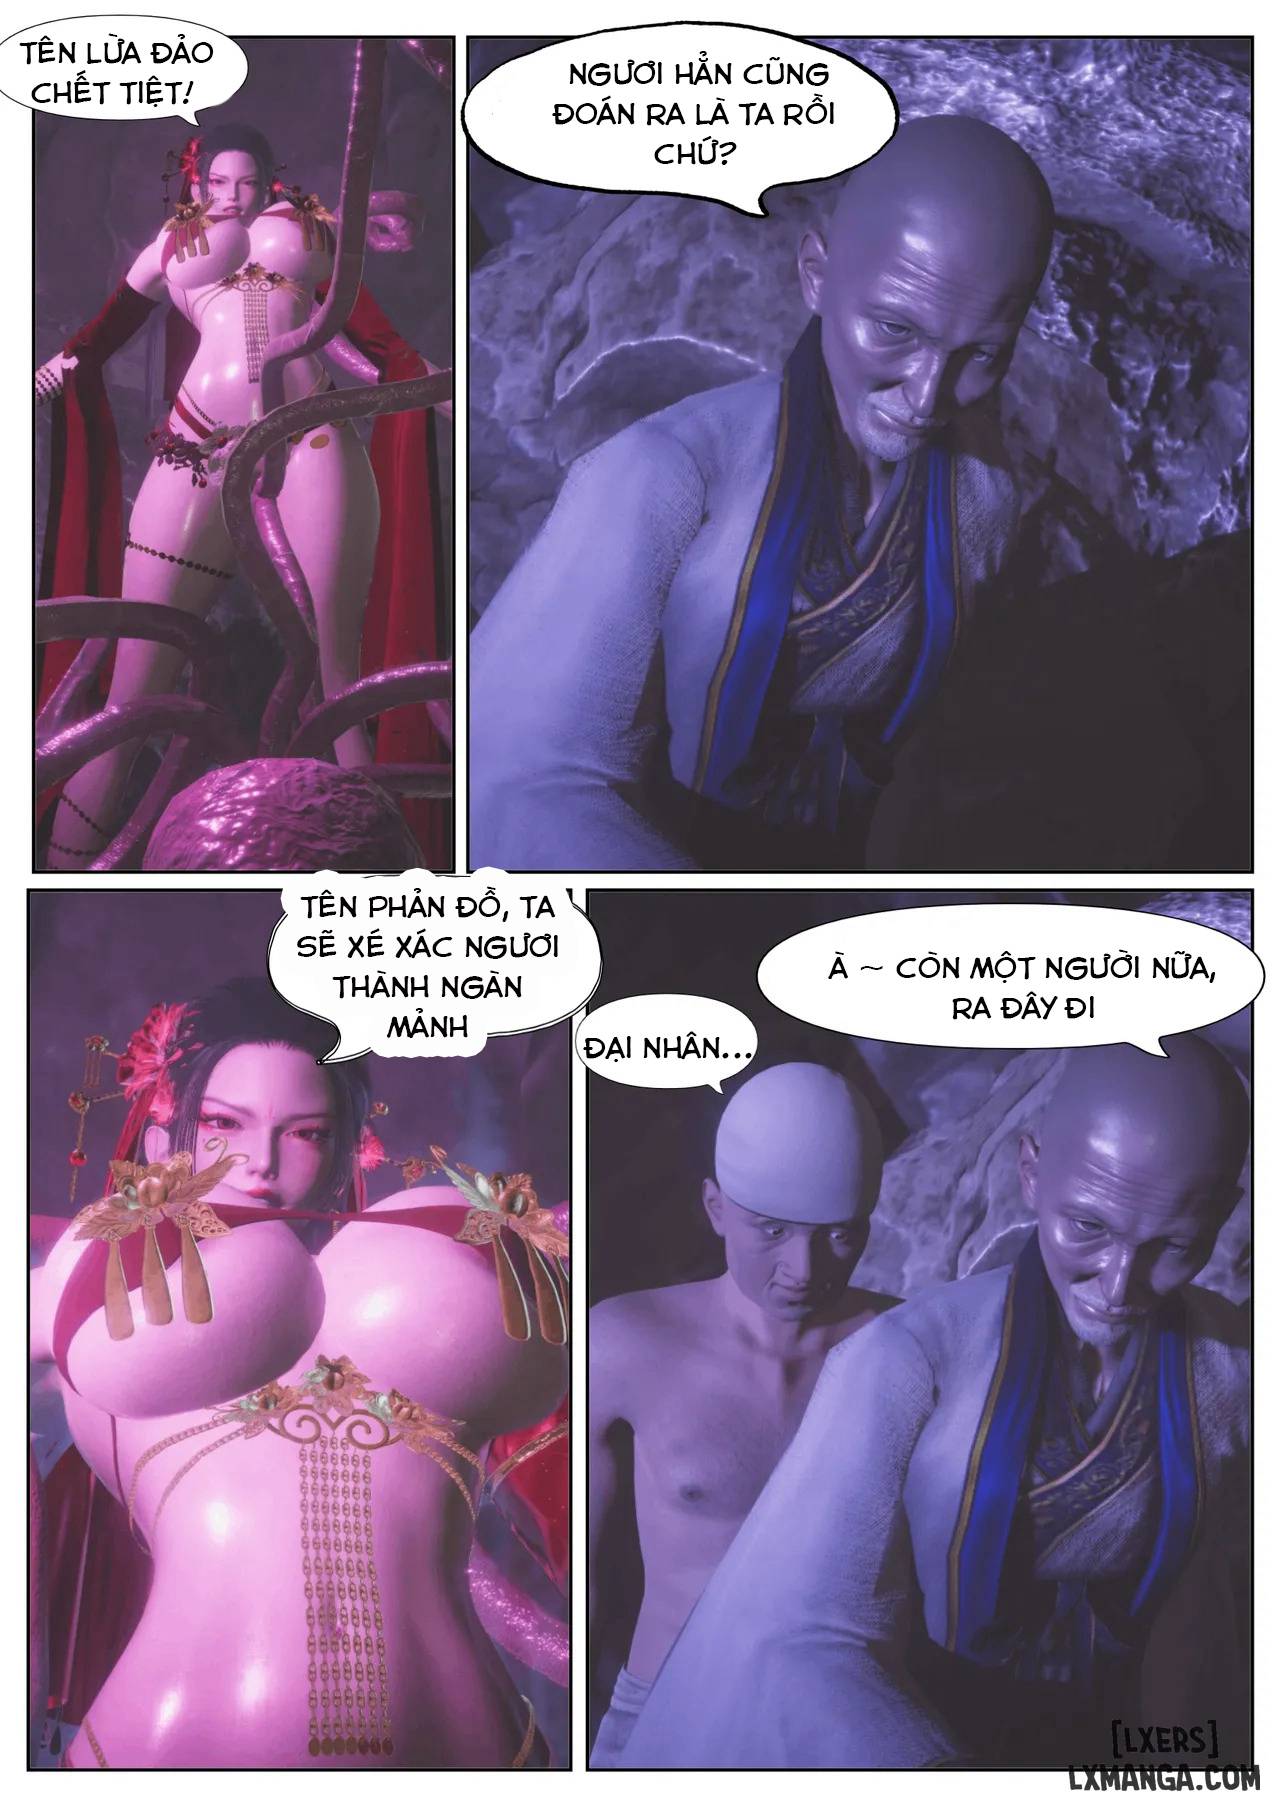 TÊN LỪA ĐẢO
CHẾT TIỆT!
NGƯƠI HẲN CŨNG
ĐOÁN RA LÀ TA RỒI
CHỨ?
TÊN PHẢN ĐỒ, TA
SẼ XÉ XÁC NGƯƠI
THÀNH NGÀN
MẢNH
À ~ CÒN MỘT NGƯỜI NỮA,
RA ĐÂY ĐI
ĐẠI NHÂN...
[LXERS]
LXMANGA.COM